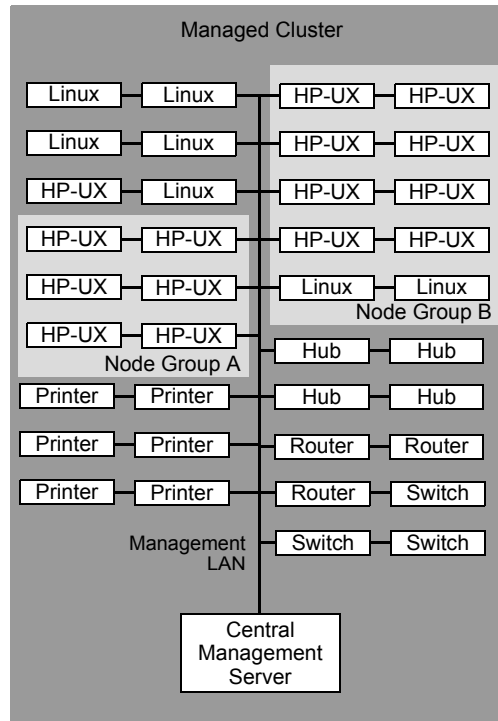 Managed Cluster
Linux Linux HP-UX HP-UX
Linux Linux HP-UX HP-UX
HP-UX Linux HP-UX HP-UX
HP-UX HP-UX HP-UX HP-UX
HP-UX HP-UX Linux Linux
Node Group B
HP-UX HP-UX
Hub Hub
Node Group A
Printer Printer Hub Hub
Printer Printer Router Router
Printer Printer Router Switch
Management
LAN
Switch Switch
Central
Management
Server